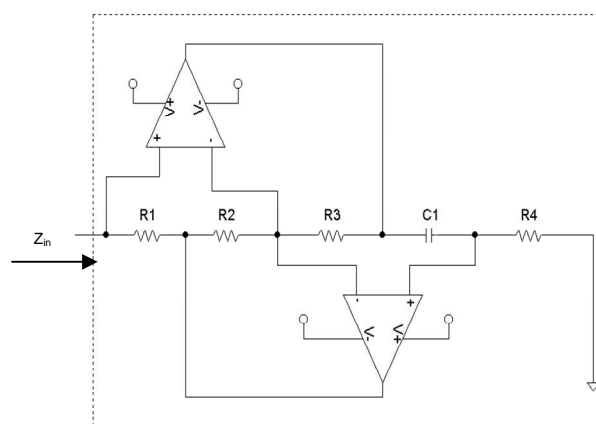 V+
V-
+
-
R1
R2
R3
C1
R4
Zin
-
+
V-
V+